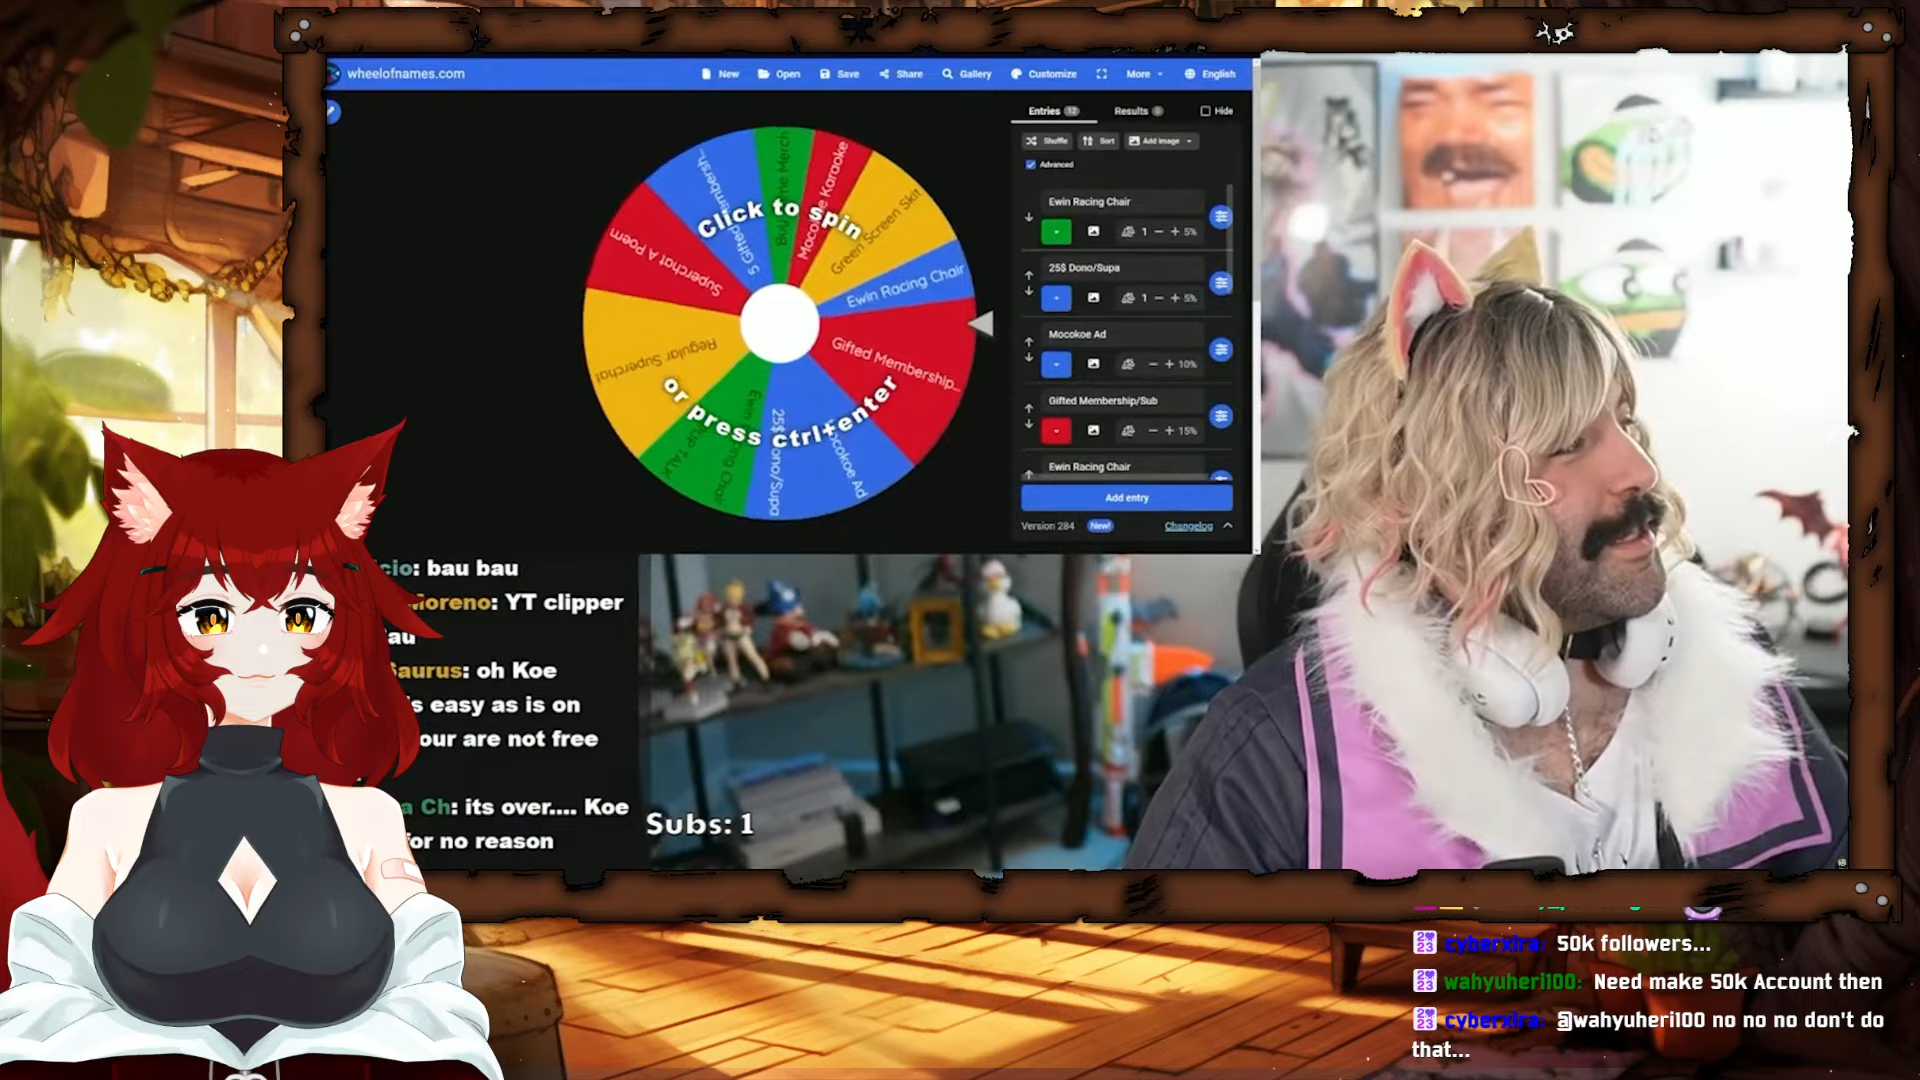 wheelofnames.com
New Open Save Share Gallery Customize More English
Entries 12 Results 0 Hide
Shuffle Sort Add image
Advanced
Ewin Racing Chair
1 − + 5%
25$ Dono/Supa
1 − + 5%
Mocokoe Ad
− + 10%
Gifted Membership/Sub
− + 15%
Ewin Racing Chair
Add entry
Version 284 New! Changelog
Click to spin
or press ctrl+enter
Superchat A Poem
Green Screen Skit
Ewin Racing Chair
Gifted Membership...
Regular Superchat
25$ Dono/Supa
cio: bau bau
Moreno: YT clipper
au
Saurus: oh Koe
s easy as is on
our are not free
a Ch: its over.... Koe
for no reason
Subs: 1
cyberxira: 50k followers...
wahyuheri100: Need make 50k Account then
cyberxira: @wahyuheri100 no no no don't do
that...